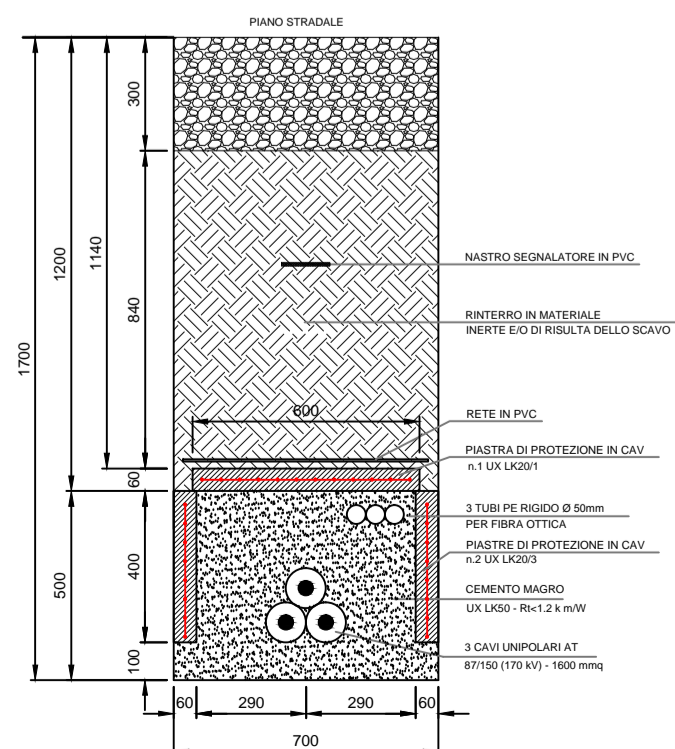 PIANO STRADALE
300
1140
1200
840
1700
NASTRO SEGNALATORE IN PVC
RINTERRO IN MATERIALE
INERTE E/O DI RISULTA DELLO SCAVO
600
RETE IN PVC
PIASTRA DI PROTEZIONE IN CAV
n.1 UX LK20/1
60
3 TUBI PE RIGIDO Ø 50mm
PER FIBRA OTTICA
500
400
PIASTRE DI PROTEZIONE IN CAV
n.2 UX LK20/3
CEMENTO MAGRO
UX LK50 - Rt<1.2 k m/W
3 CAVI UNIPOLARI AT
87/150 (170 kV) - 1600 mmq
100
60 290 290 60
700